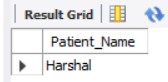 Result Grid
Patient_Name
Harshal